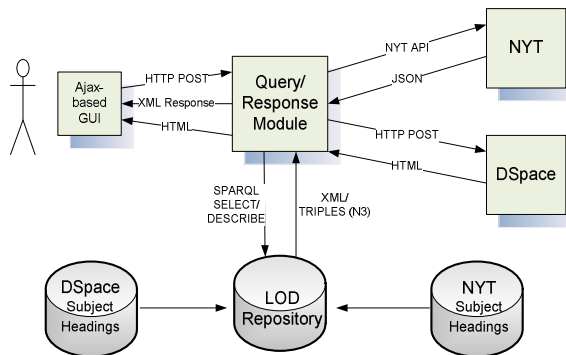 NYT API
NYT
HTTP POST
Query/
Response
Module
JSON
Ajax-
based
GUI
XML Response
HTML
HTTP POST
HTML
DSpace
SPARQL
SELECT/
DESCRIBE
XML/
TRIPLES (N3)
DSpace
Subject
Headings
LOD
Repository
NYT
Subject
Headings